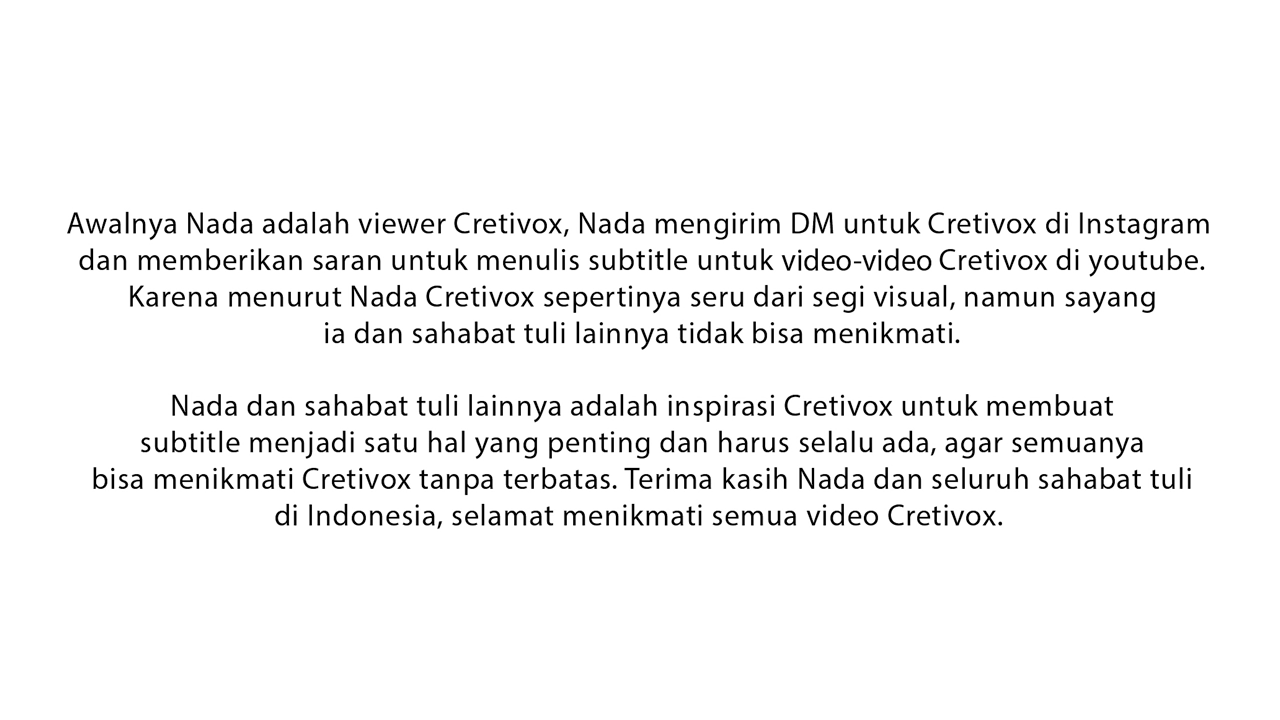 Awalnya Nada adalah viewer Cretivox, Nada mengirim DM untuk Cretivox di Instagram
dan memberikan saran untuk menulis subtitle untuk video-video Cretivox di youtube.
Karena menurut Nada Cretivox sepertinya seru dari segi visual, namun sayang
ia dan sahabat tuli lainnya tidak bisa menikmati.
Nada dan sahabat tuli lainnya adalah inspirasi Cretivox untuk membuat
subtitle menjadi satu hal yang penting dan harus selalu ada, agar semuanya
bisa menikmati Cretivox tanpa terbatas. Terima kasih Nada dan seluruh sahabat tuli
di Indonesia, selamat menikmati semua video Cretivox.